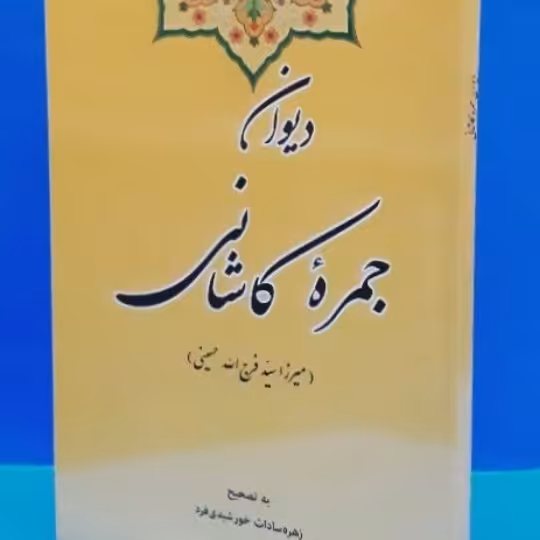 دیوان
جمرهٔ کاشانی
(میرزا سید فرج الله حسینی)
به تصحیح
زهره‌سادات خورشیدی‌فرد